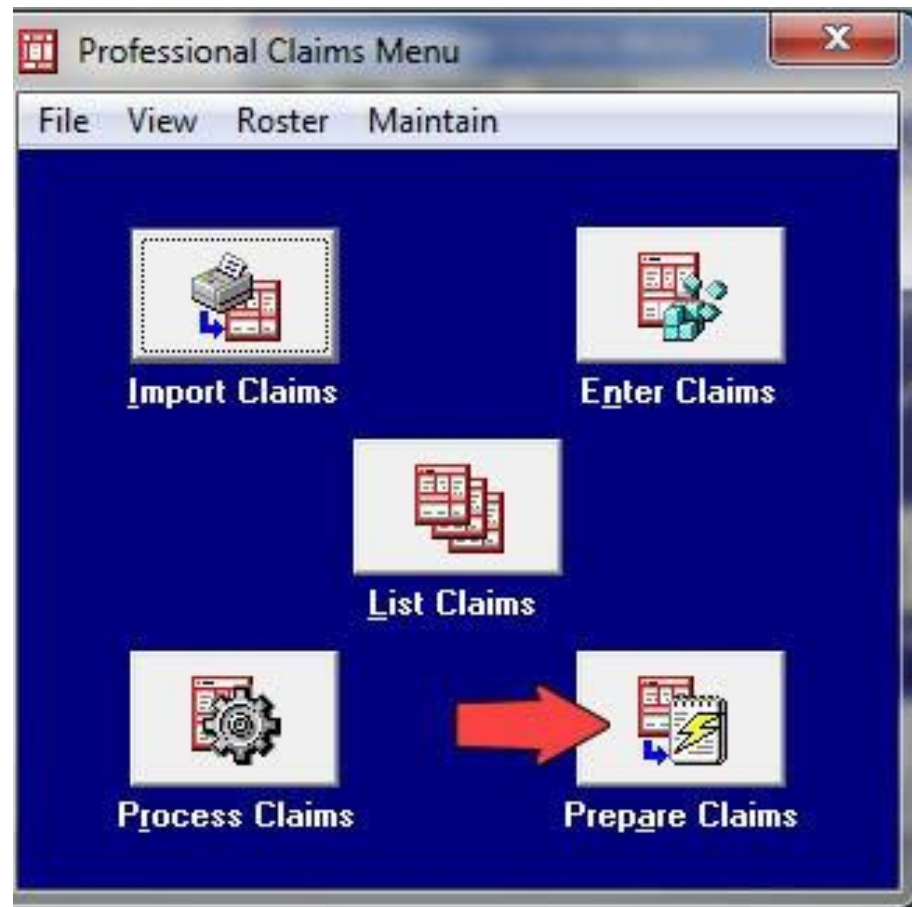 Professional Claims Menu
File View Roster Maintain
Import Claims
Enter Claims
List Claims
Process Claims
Prepare Claims